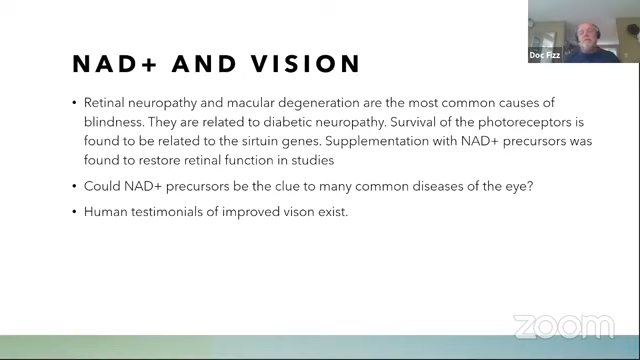 Doc Fizz
NAD+ AND VISION
• Retinal neuropathy and macular degeneration are the most common causes of
blindness. They are related to diabetic neuropathy. Survival of the photoreceptors is
found to be related to the sirtuin genes. Supplementation with NAD+ precursors was
found to restore retinal function in studies
• Could NAD+ precursors be the clue to many common diseases of the eye?
• Human testimonials of improved vison exist.
zoom